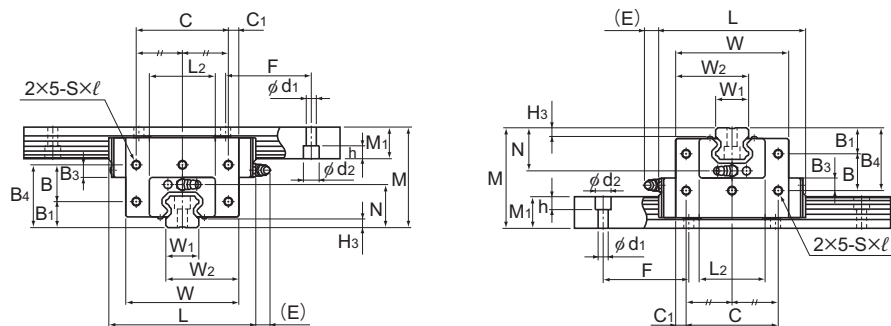 C C1
L2 F
φd1
2×5-S×ℓ
M1
h
B3
B
B4
B1
φd2
N
M
H3
W1
W2
W
L (E)
(E) L
W
W2
W1
H3
N
M
M1
h
φd2
φd1
B1
B3
B
B4
F
L2
2×5-S×ℓ
C1 C